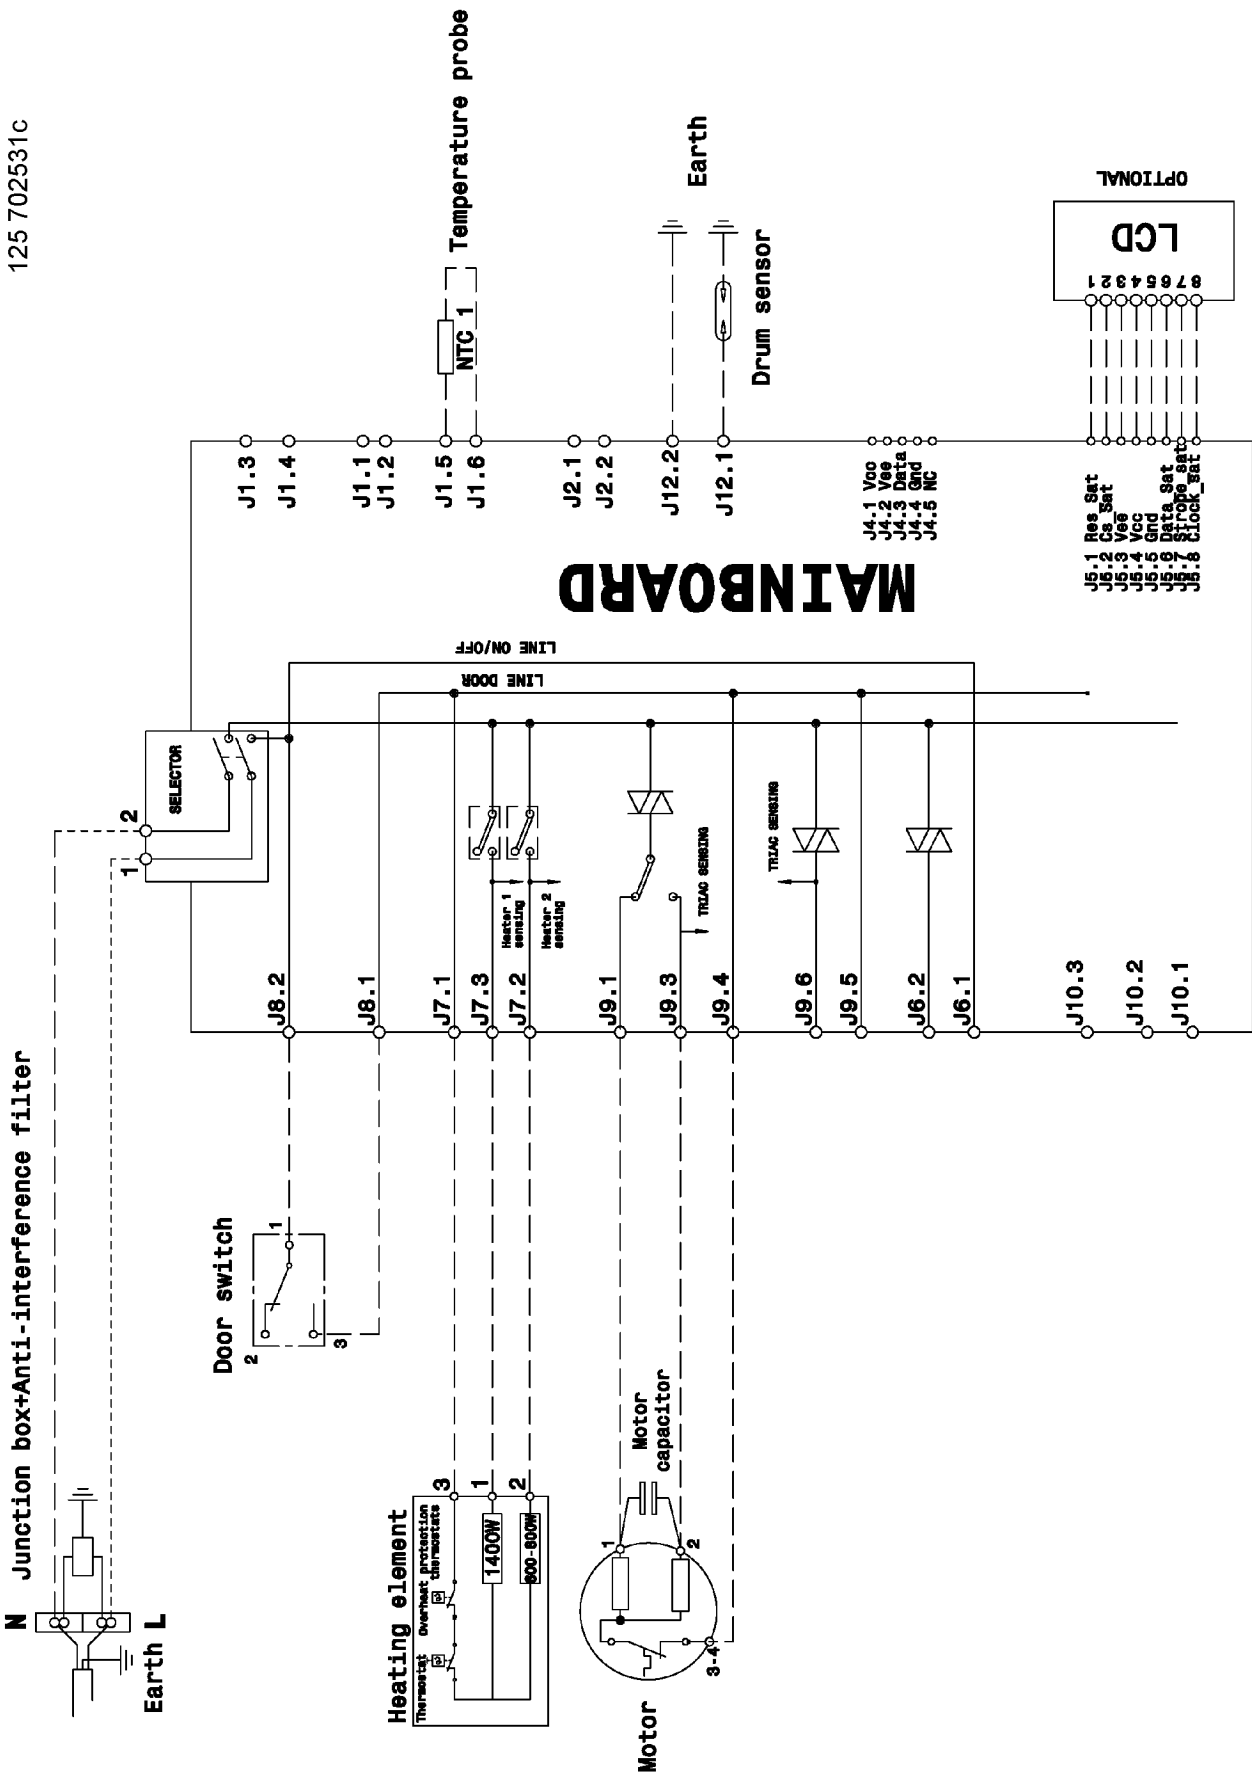 125 702531c
Junction box+Anti-interference filter
N
Earth L
2
1
SELECTOR
Door switch
1
2
3
Heating element
Thermostat
Overheat protection
thermostats
3
1
2
1400W
Motor
Motor
capacitor
1
2
3-4
J8.2
J8.1
J7.1
J7.3
J7.2
J9.1
J9.3
J9.4
J9.6
J9.5
J6.2
J6.1
J10.3
J10.2
J10.1
Heater 1
sensing
Heater 2
sensing
TRIAC SENSING
TRIAC SENSING
LINE ON/OFF
LINE DOOR
MAINBOARD
J1.3
J1.4
J1.1
J1.2
J1.5
J1.6
J2.1
J2.2
J12.2
J12.1
J4.1 Vcc
J4.2 Vee
J4.3 Data
J4.4 Gnd
J4.5 NC
J5.1 Res_Sat
J5.2 Cs_Sat
J5.3 Vee
J5.4 Vcc
J5.5 Gnd
J5.6 Data_Sat
J5.7 Strobe_sat
J5.8 Clock_sat
NTC 1
Temperature probe
Earth
Drum sensor
1
2
3
4
5
6
7
8
LCD
OPTIONAL